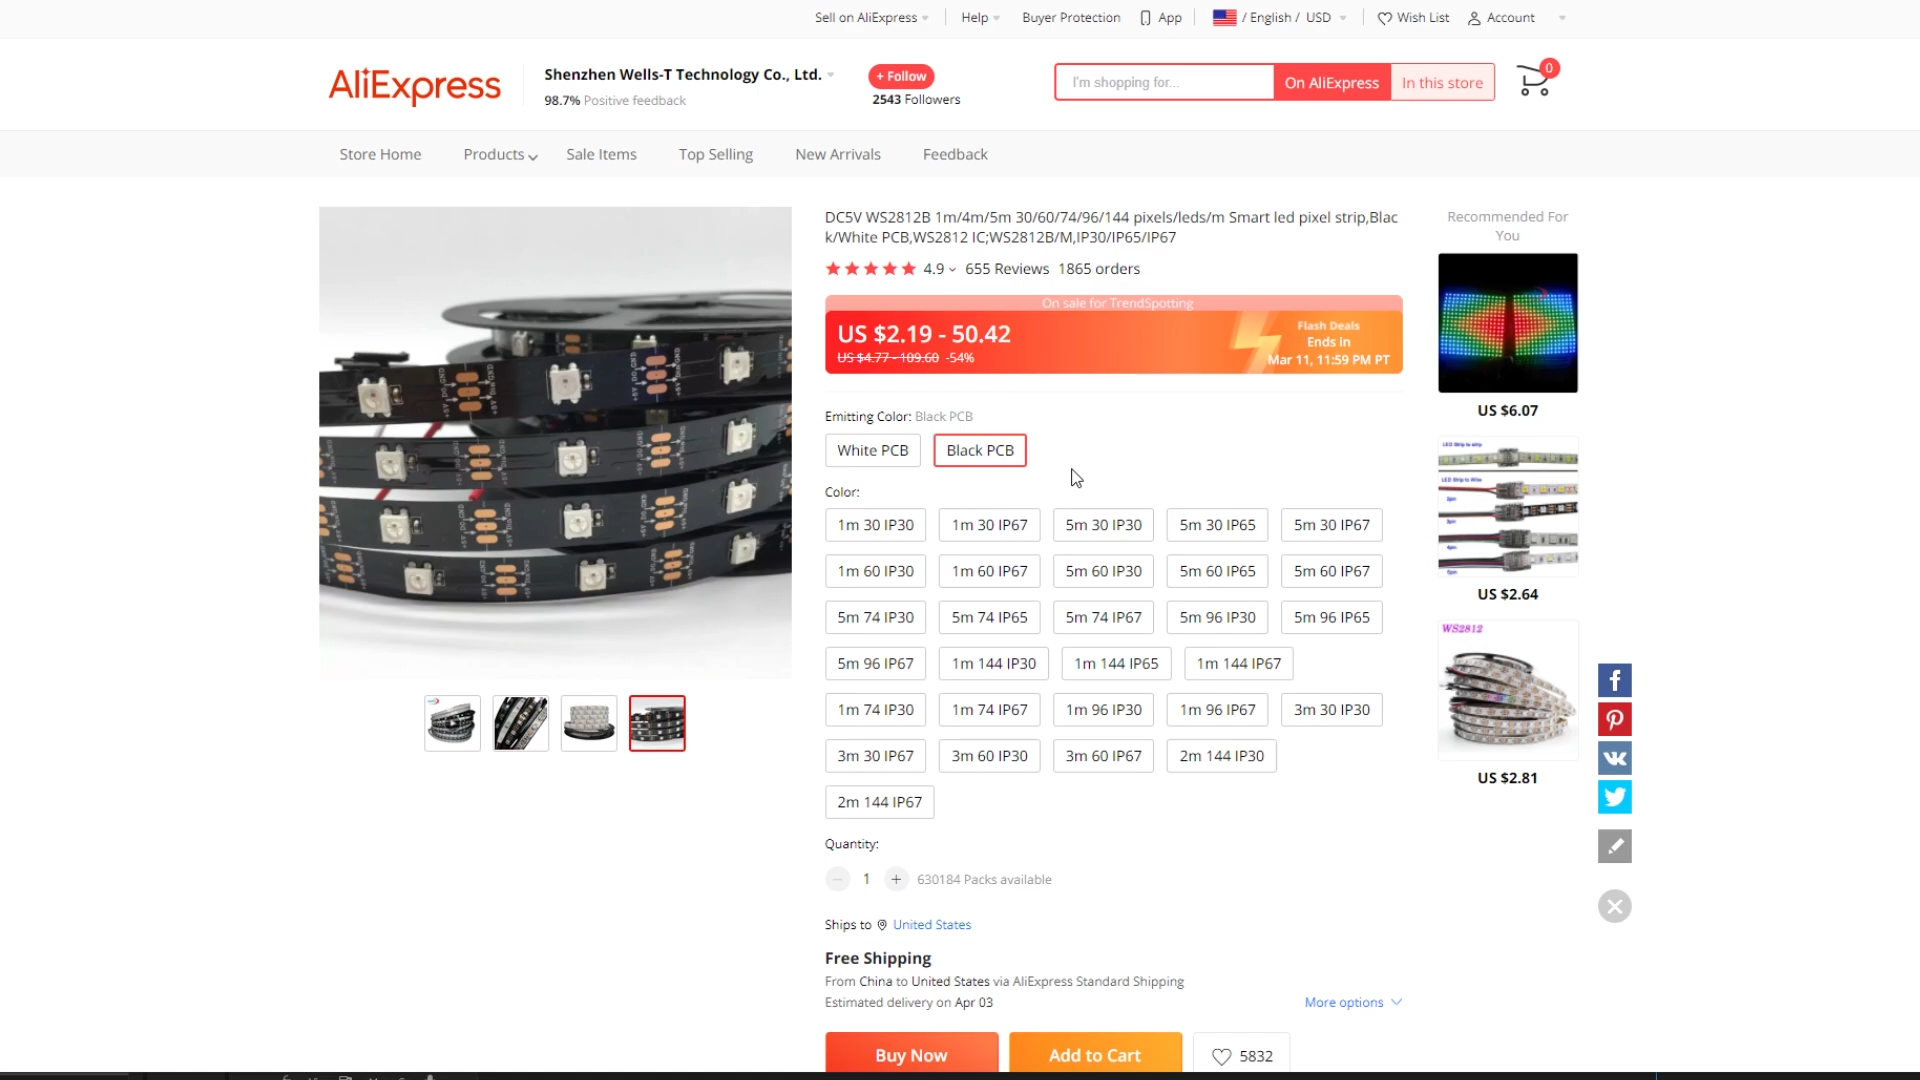 Sell on AliExpress
Help
Buyer Protection
App
/ English / USD
Wish List
Account
AliExpress
Shenzhen Wells-T Technology Co., Ltd.
98.7% Positive feedback
+ Follow
2543 Followers
I'm shopping for...
On AliExpress
In this store
0
Store Home
Products
Sale Items
Top Selling
New Arrivals
Feedback
DC5V WS2812B 1m/4m/5m 30/60/74/96/144 pixels/leds/m Smart led pixel strip,Blac
k/White PCB,WS2812 IC;WS2812B/M,IP30/IP65/IP67
4.9
655 Reviews
1865 orders
On sale for TrendSpotting
US $2.19 - 50.42
US $4.77 - 109.60 -54%
Flash Deals
Ends in
Mar 11, 11:59 PM PT
Emitting Color: Black PCB
White PCB
Black PCB
Color:
1m 30 IP30
1m 30 IP67
5m 30 IP30
5m 30 IP65
5m 30 IP67
1m 60 IP30
1m 60 IP67
5m 60 IP30
5m 60 IP65
5m 60 IP67
5m 74 IP30
5m 74 IP65
5m 74 IP67
5m 96 IP30
5m 96 IP65
5m 96 IP67
1m 144 IP30
1m 144 IP65
1m 144 IP67
1m 74 IP30
1m 74 IP67
1m 96 IP30
1m 96 IP67
3m 30 IP30
3m 30 IP67
3m 60 IP30
3m 60 IP67
2m 144 IP30
2m 144 IP67
Quantity:
1
630184 Packs available
Ships to United States
Free Shipping
From China to United States via AliExpress Standard Shipping
Estimated delivery on Apr 03
More options
Buy Now
Add to Cart
5832
Recommended For
You
US $6.07
LED Strip to strip
LED Strip to Wire
US $2.64
WS2812
US $2.81